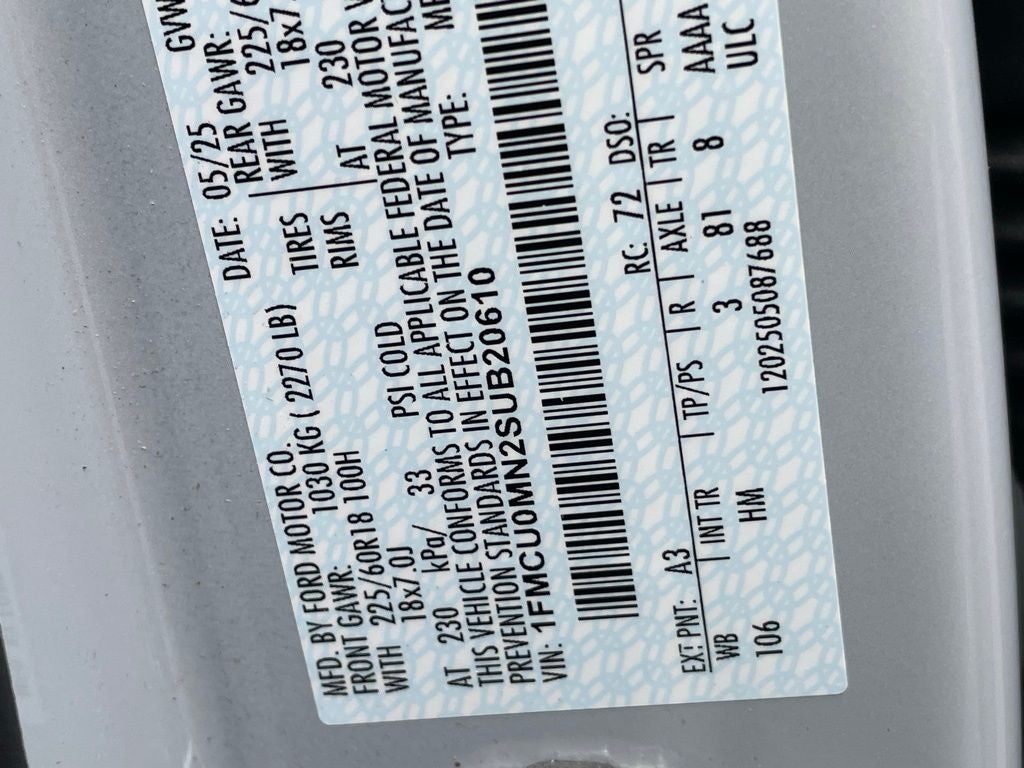 MFD. BY FORD MOTOR CO. DATE: 05/25
FRONT GAWR: 1030 KG ( 2270 LB) REAR GAWR:
WITH 225/60R18 100H TIRES WITH
18x7.0J RIMS
AT 230 kPa/ 33 PSI COLD AT 230
THIS VEHICLE CONFORMS TO ALL APPLICABLE FEDERAL MOTOR
PREVENTION STANDARDS IN EFFECT ON THE DATE OF
VIN: 1FMCU0MN2SUB20610 TYPE:
EXT PNT: A3 RC: 72 DSO:
WB | INT TR | TP/PS | R | AXLE | TR | SPR
106 HM 3 81 8 AAAA
1202505087688 ULC